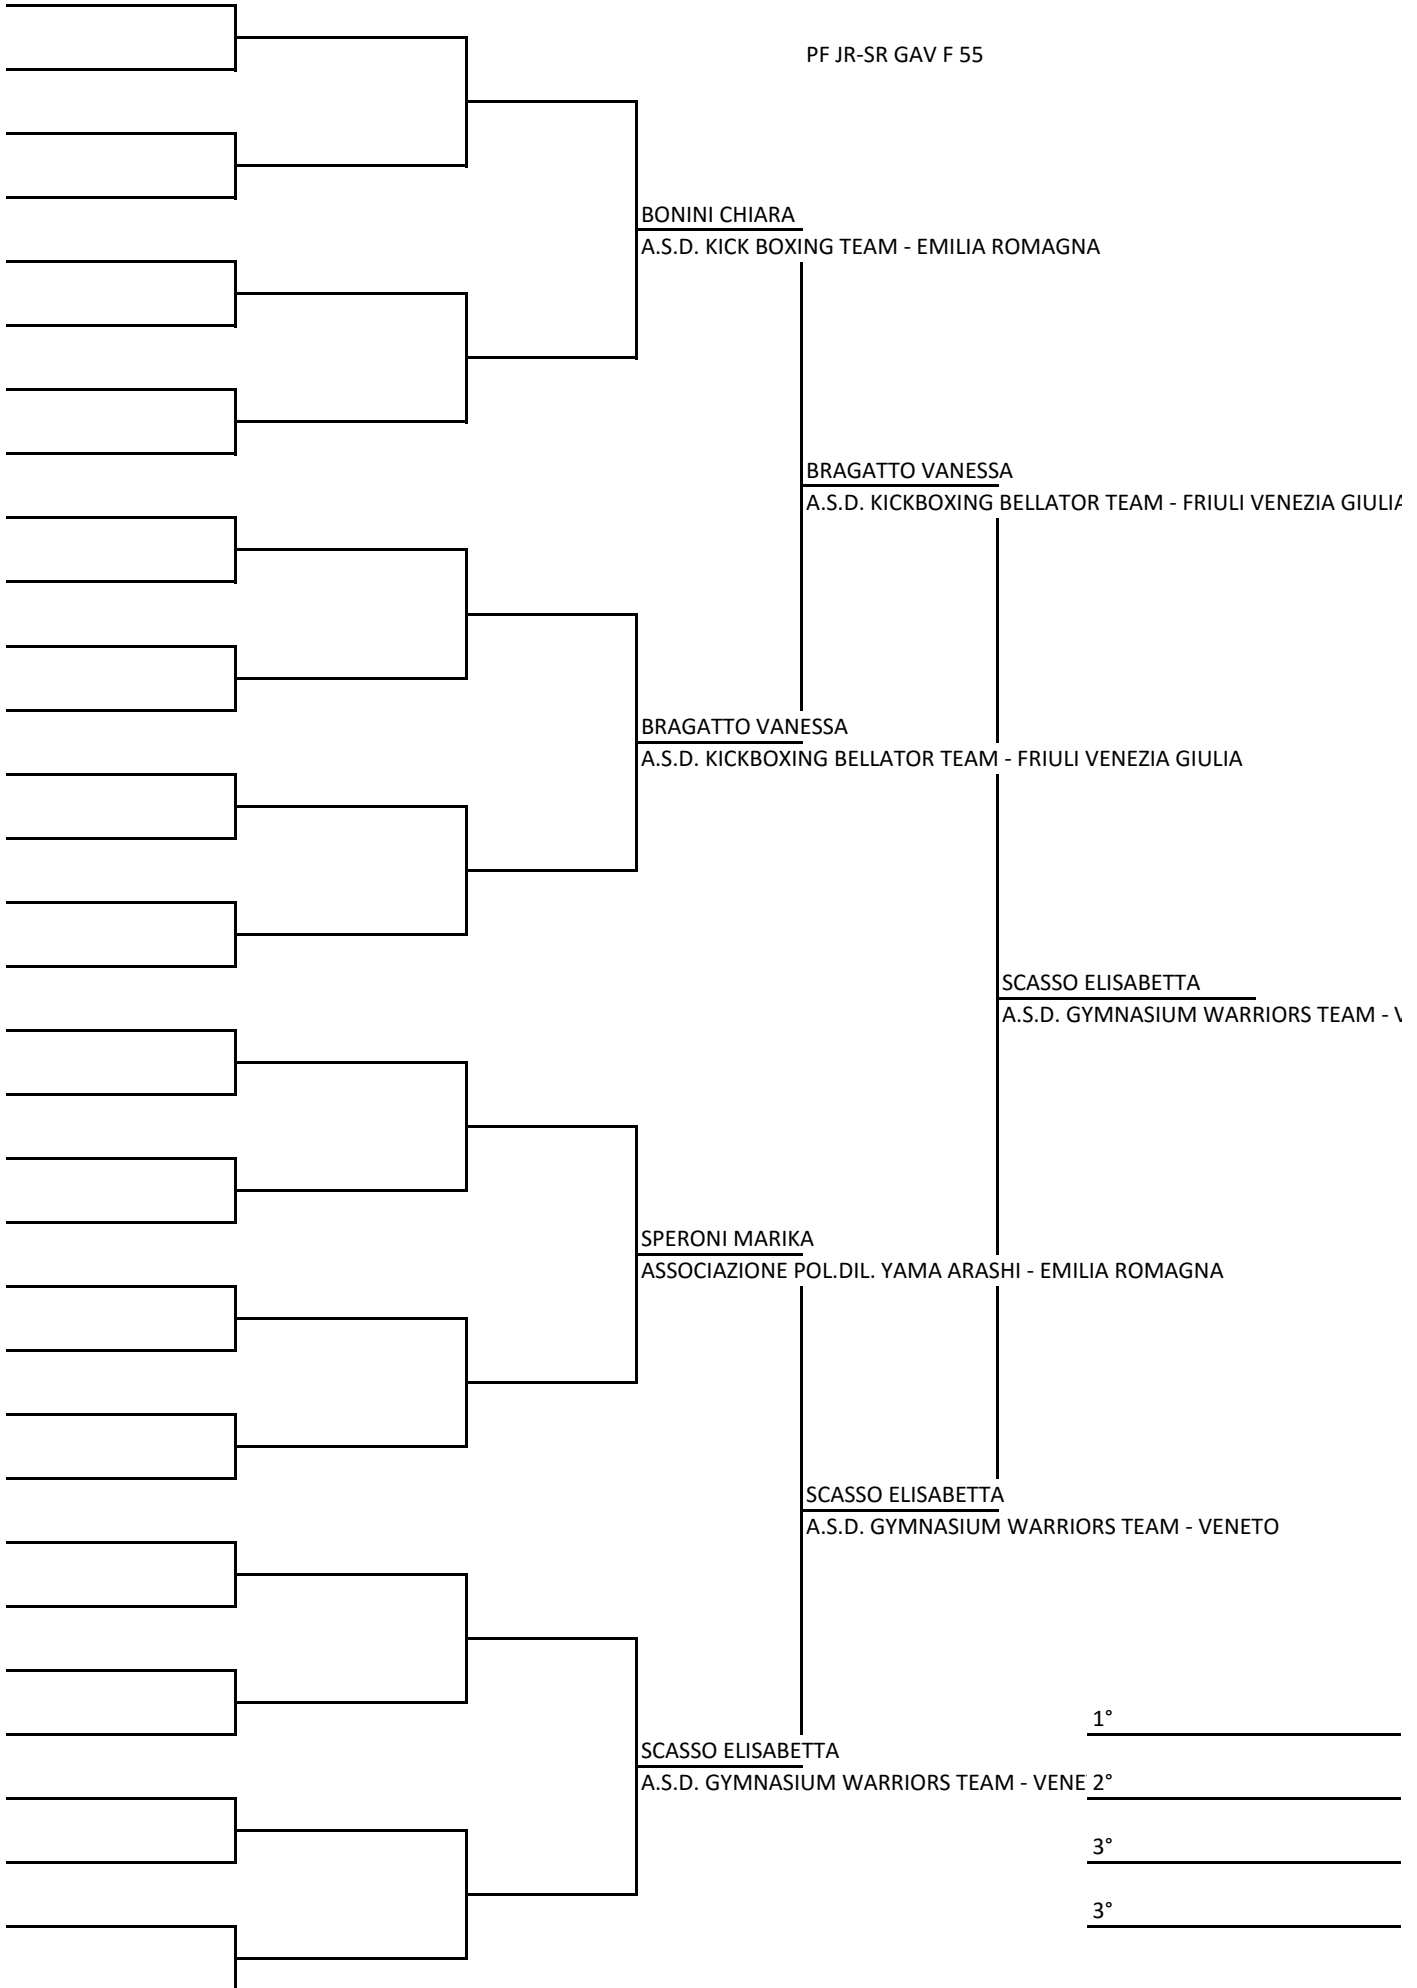 PF JR-SR GAV F 55
BONINI CHIARA
A.S.D. KICK BOXING TEAM - EMILIA ROMAGNA
BRAGATTO VANESSA
A.S.D. KICKBOXING BELLATOR TEAM - FRIULI VENEZIA GIULIA
BRAGATTO VANESSA
A.S.D. KICKBOXING BELLATOR TEAM - FRIULI VENEZIA GIULIA
SCASSO ELISABETTA
A.S.D. GYMNASIUM WARRIORS TEAM - V
SPERONI MARIKA
ASSOCIAZIONE POL.DIL. YAMA ARASHI - EMILIA ROMAGNA
SCASSO ELISABETTA
A.S.D. GYMNASIUM WARRIORS TEAM - VENETO
1°
SCASSO ELISABETTA
A.S.D. GYMNASIUM WARRIORS TEAM - VENE
2°
3°
3°